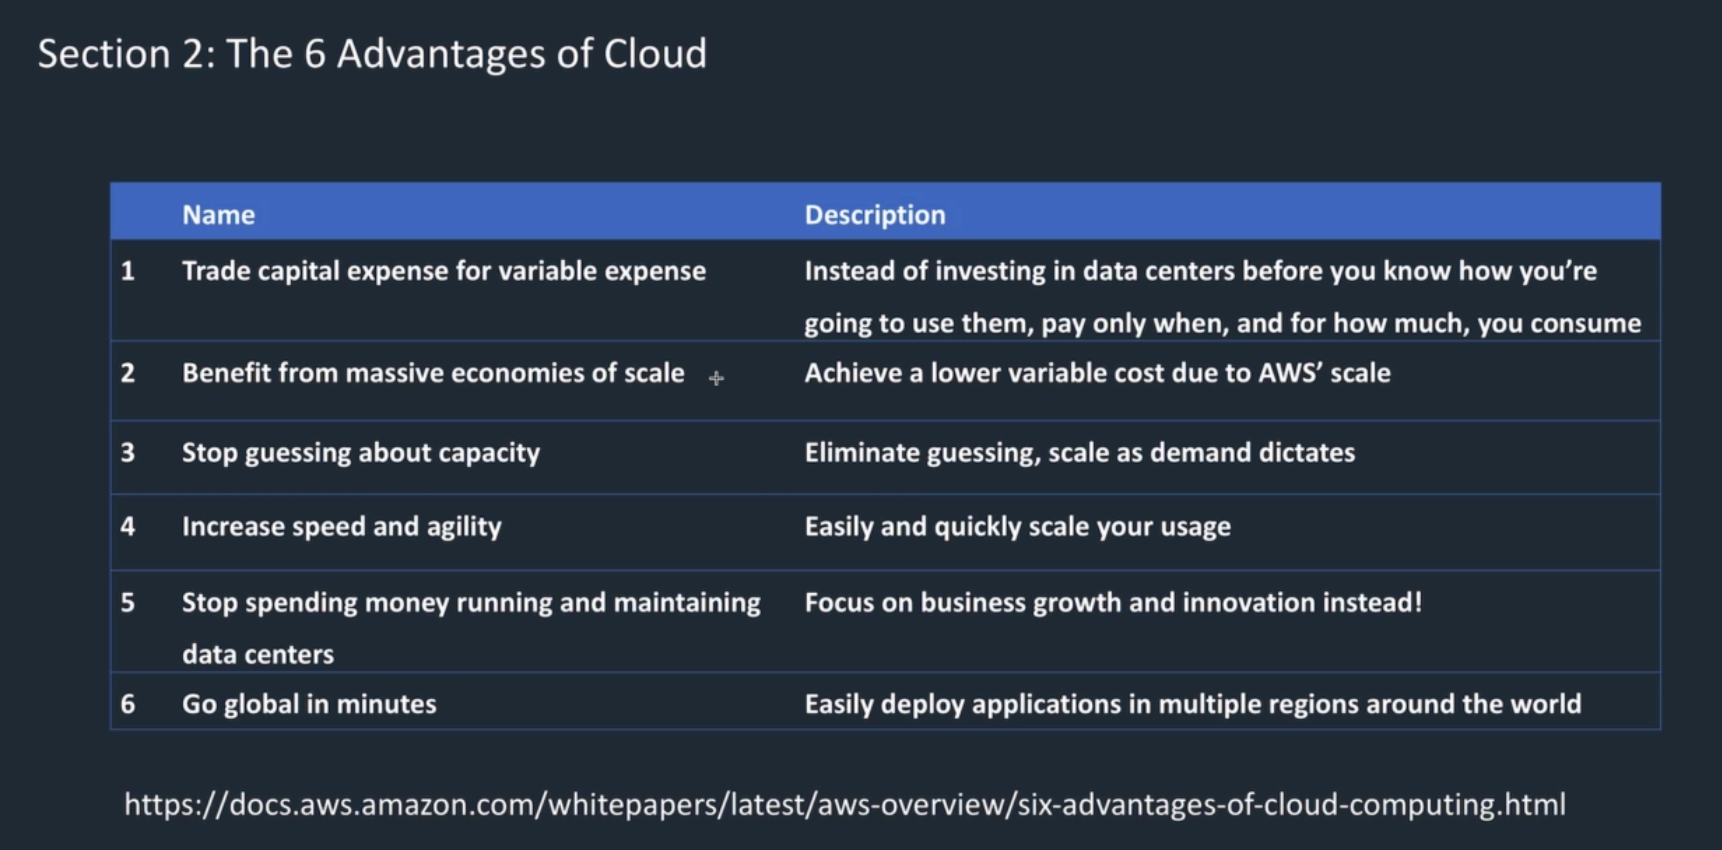 Section 2: The 6 Advantages of Cloud
Name Description
1 Trade capital expense for variable expense Instead of investing in data centers before you know how you’re
going to use them, pay only when, and for how much, you consume
2 Benefit from massive economies of scale Achieve a lower variable cost due to AWS’ scale
3 Stop guessing about capacity Eliminate guessing, scale as demand dictates
4 Increase speed and agility Easily and quickly scale your usage
5 Stop spending money running and maintaining Focus on business growth and innovation instead!
data centers
6 Go global in minutes Easily deploy applications in multiple regions around the world
https://docs.aws.amazon.com/whitepapers/latest/aws-overview/six-advantages-of-cloud-computing.html